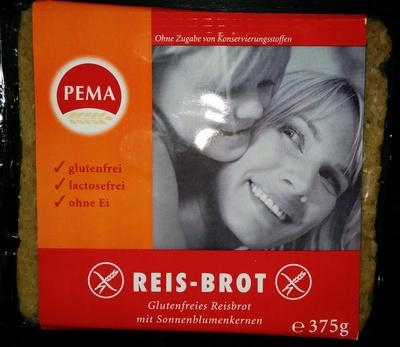 Ohne Zugabe von Konservierungsstoffen
PEMA
✓ glutenfrei
✓ lactosefrei
✓ ohne Ei
REIS-BROT
Glutenfreies Reisbrot
mit Sonnenblumenkernen
e 375g